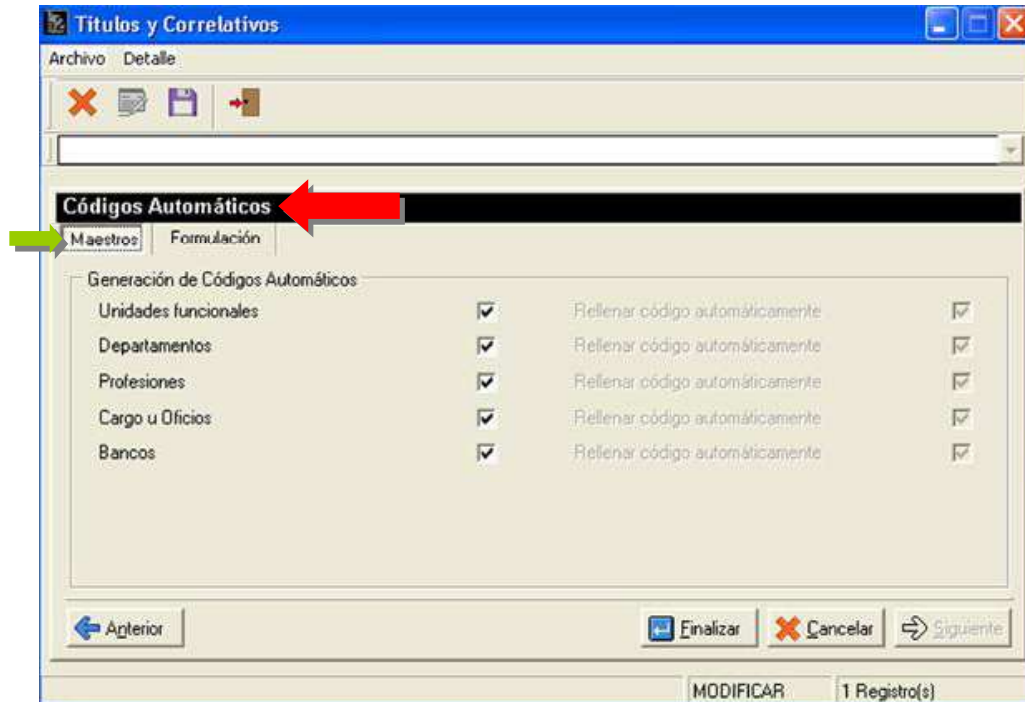 Titulos y Correlativos
Archivo Detalle
Códigos Automáticos
Maestros Formulación
Generación de Códigos Automáticos
Unidades funcionales Rellenar código automáticamente
Departamentos Rellenar código automáticamente
Profesiones Rellenar código automáticamente
Cargo u Oficios Rellenar código automáticamente
Bancos Rellenar código automáticamente
Anterior Finalizar Cancelar Siguiente
MODIFICAR 1 Registro(s)